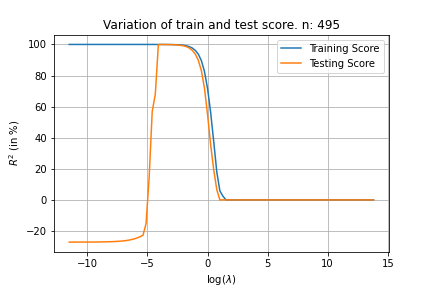 Variation of train and test score. n: 495
Training Score
Testing Score
100
80
60
40
20
0
−20
R² (in %)
−10 −5 0 5 10 15
log(λ)